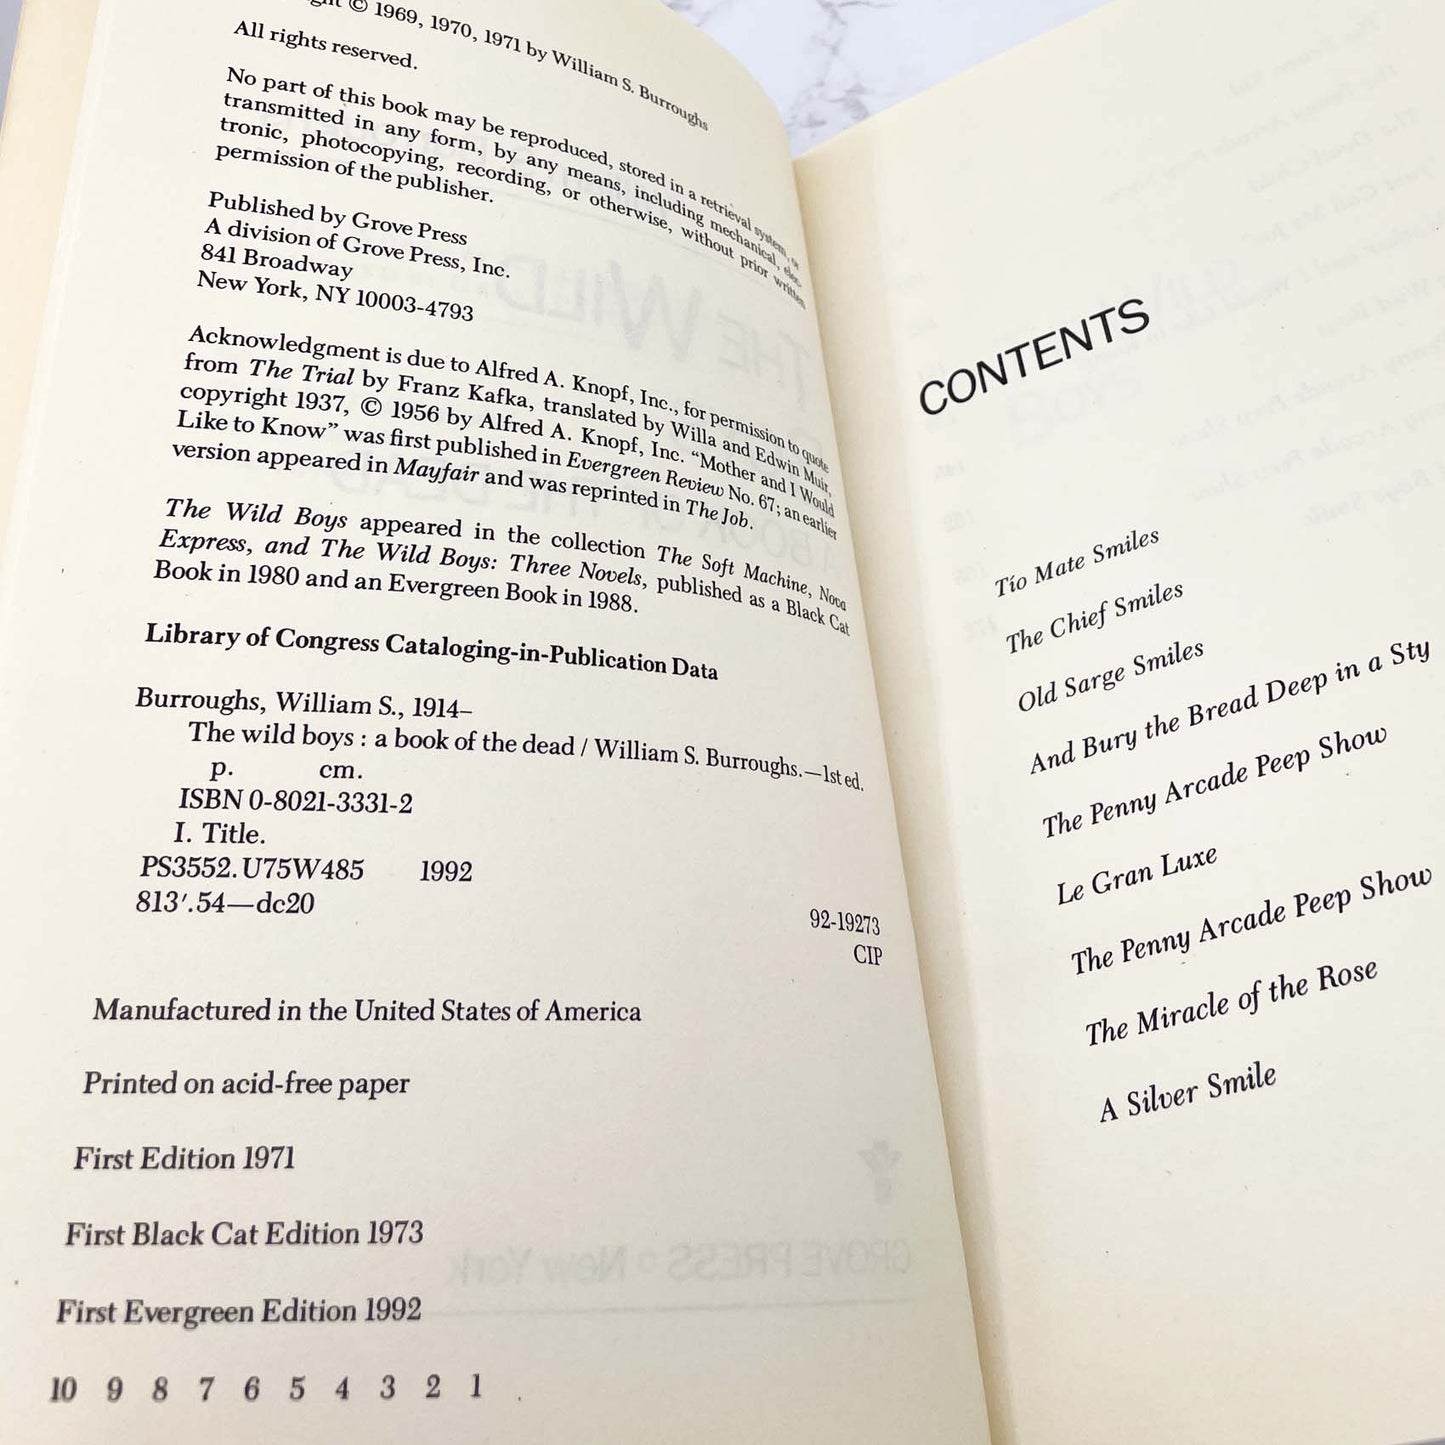 © 1969, 1970, 1971 by William S. Burroughs
All rights reserved.
No part of this book may be reproduced, stored in a retrieval system, or
transmitted in any form, by any means, including mechanical, elec-
tronic, photocopying, recording, or otherwise, without prior written
permission of the publisher.
Published by Grove Press
A division of Grove Press, Inc.
841 Broadway
New York, NY 10003-4793
Acknowledgment is due to Alfred A. Knopf, Inc., for permission to quote
from The Trial by Franz Kafka, translated by Willa and Edwin Muir,
copyright 1937, © 1956 by Alfred A. Knopf, Inc. “Mother and I Would
Like to Know” was first published in Evergreen Review No. 67; an earlier
version appeared in Mayfair and was reprinted in The Job.
The Wild Boys appeared in the collection The Soft Machine, Nova
Express, and The Wild Boys: Three Novels, published as a Black Cat
Book in 1980 and an Evergreen Book in 1988.
Library of Congress Cataloging-in-Publication Data
Burroughs, William S., 1914–
The wild boys : a book of the dead / William S. Burroughs.—1st ed.
p. cm.
ISBN 0-8021-3331-2
I. Title.
PS3552.U75W485 1992
813′.54—dc20
92-19273
CIP
Manufactured in the United States of America
Printed on acid-free paper
First Edition 1971
First Black Cat Edition 1973
First Evergreen Edition 1992
10 9 8 7 6 5 4 3 2 1
CONTENTS
Tío Mate Smiles
The Chief Smiles
Old Sarge Smiles
And Bury the Bread Deep in a Sty
The Penny Arcade Peep Show
Le Gran Luxe
The Penny Arcade Peep Show
The Miracle of the Rose
A Silver Smile